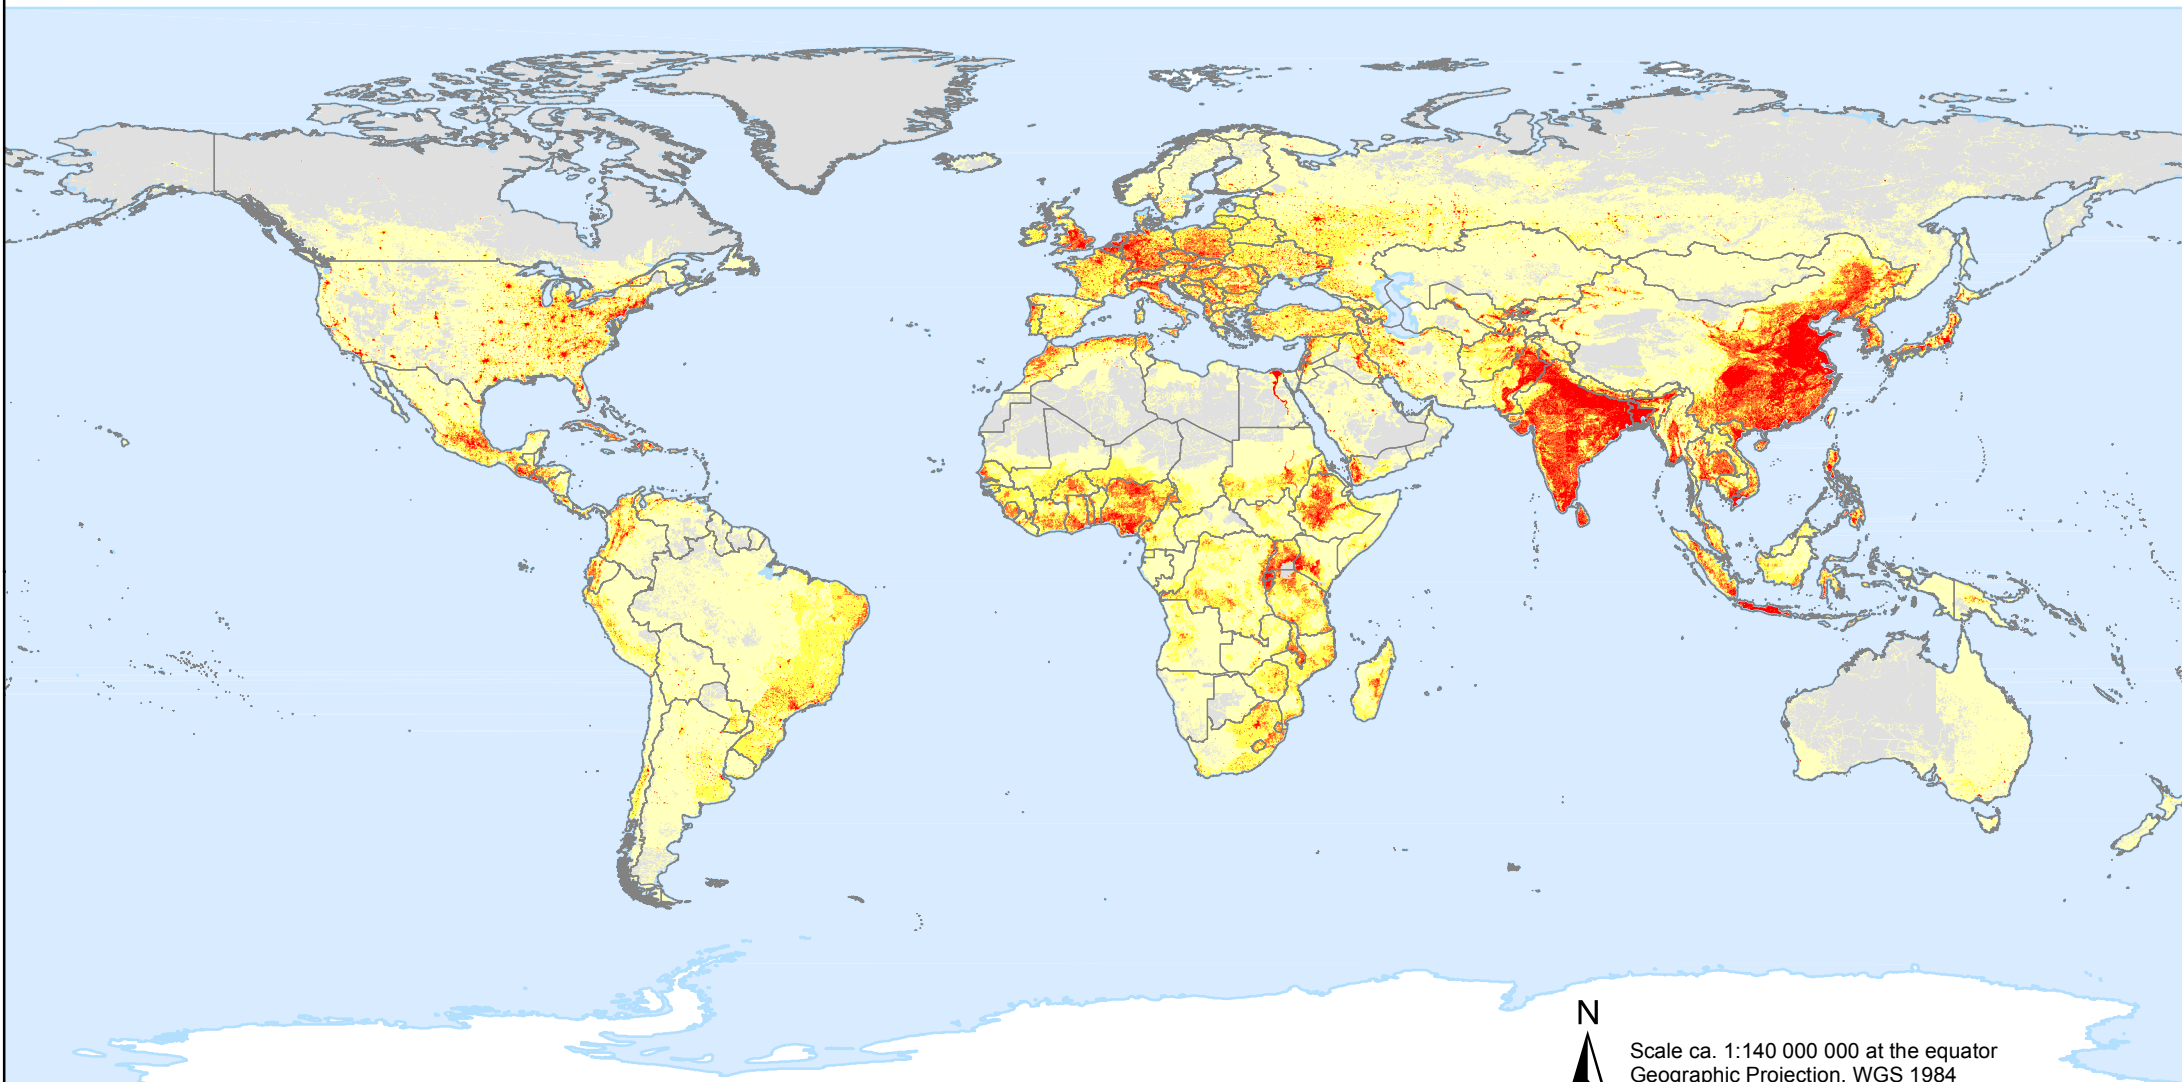 N
Scale ca. 1:140 000 000 at the equator
Geographic Projection, WGS 1984